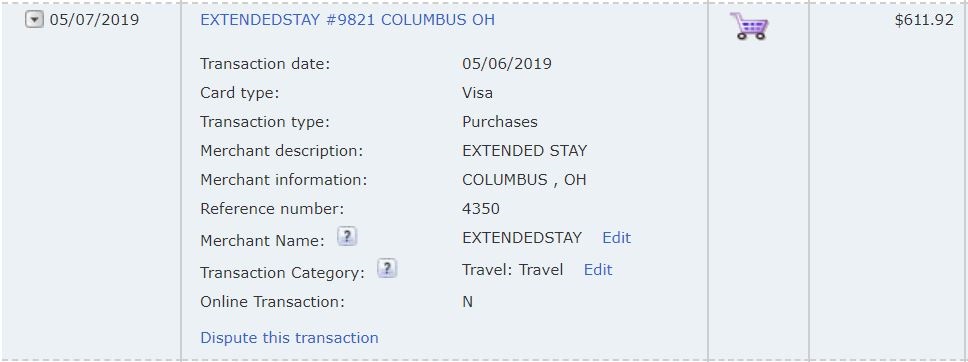 05/07/2019 EXTENDEDSTAY #9821 COLUMBUS OH $611.92
Transaction date: 05/06/2019
Card type: Visa
Transaction type: Purchases
Merchant description: EXTENDED STAY
Merchant information: COLUMBUS , OH
Reference number: 4350
Merchant Name: ? EXTENDEDSTAY Edit
Transaction Category: ? Travel: Travel Edit
Online Transaction: N
Dispute this transaction